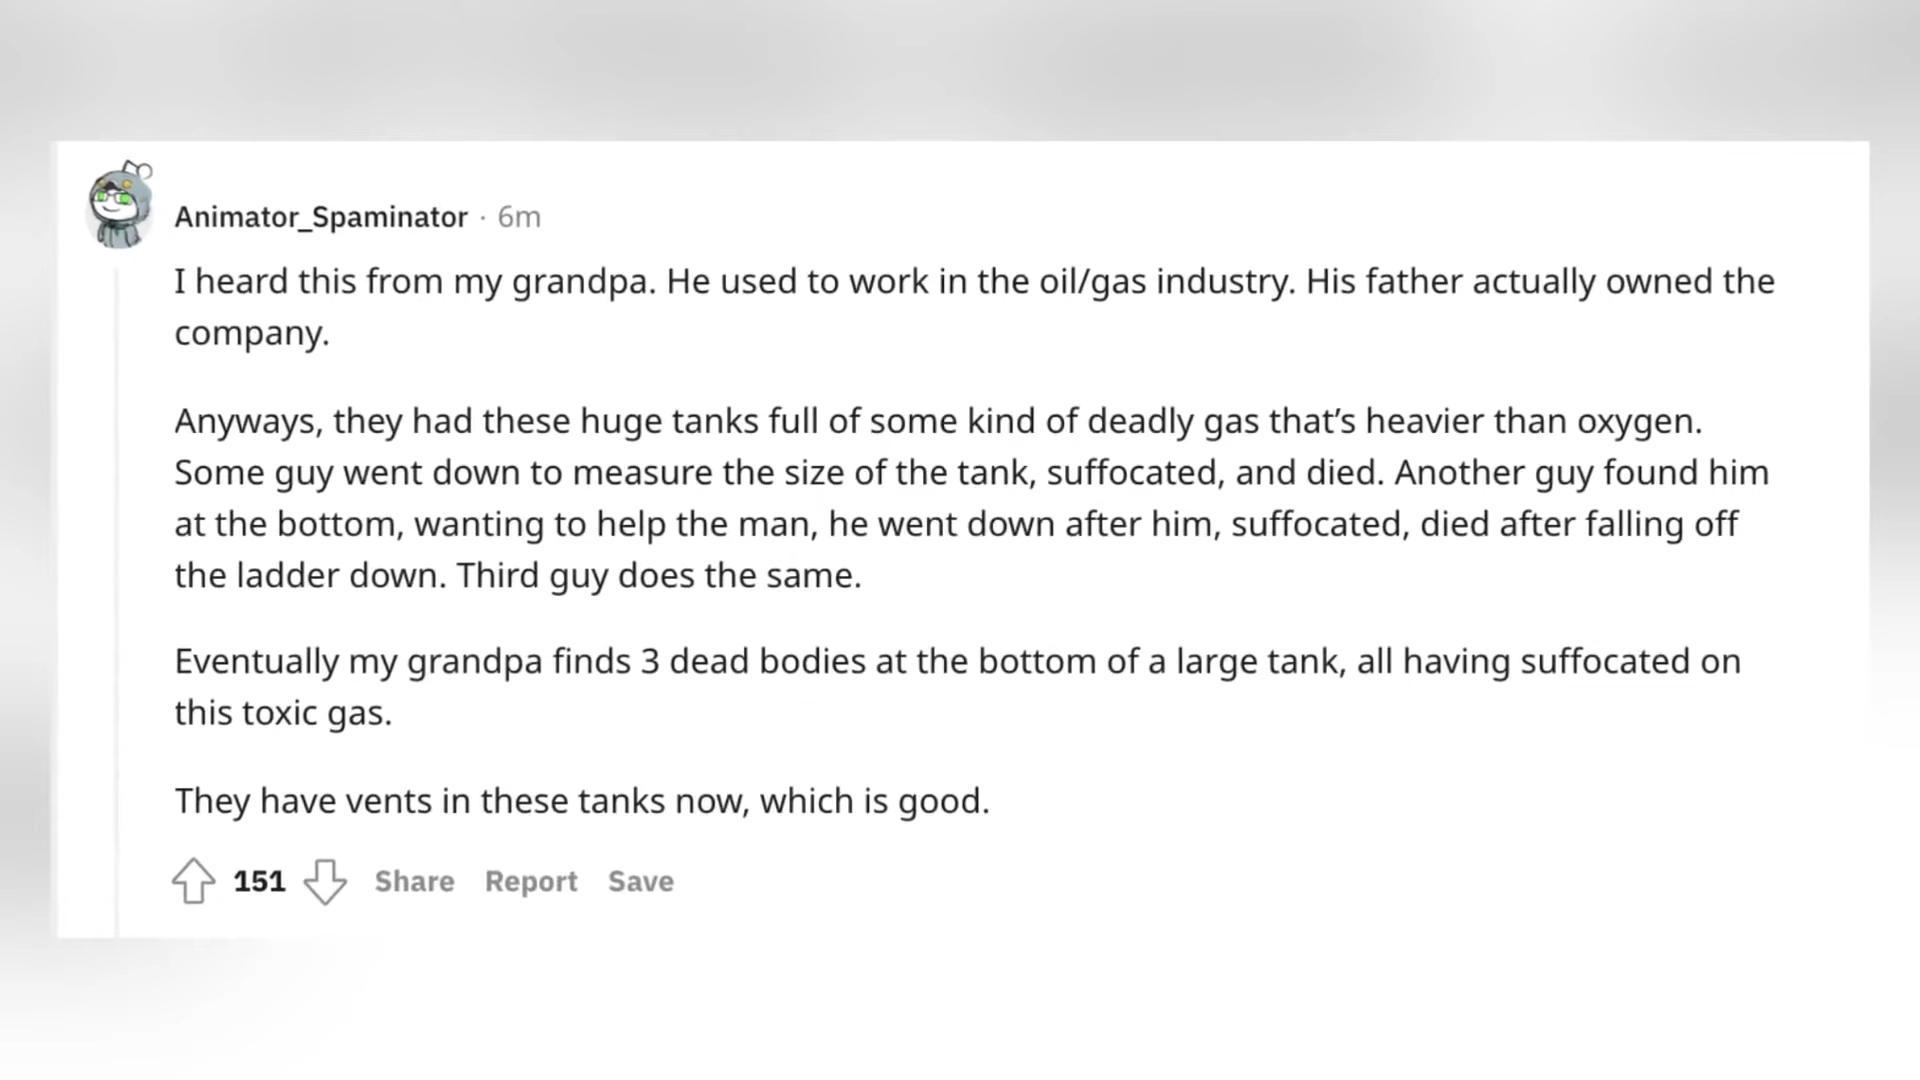 Animator_Spaminator · 6m
I heard this from my grandpa. He used to work in the oil/gas industry. His father actually owned the
company.
Anyways, they had these huge tanks full of some kind of deadly gas that’s heavier than oxygen.
Some guy went down to measure the size of the tank, suffocated, and died. Another guy found him
at the bottom, wanting to help the man, he went down after him, suffocated, died after falling off
the ladder down. Third guy does the same.
Eventually my grandpa finds 3 dead bodies at the bottom of a large tank, all having suffocated on
this toxic gas.
They have vents in these tanks now, which is good.
151 Share Report Save